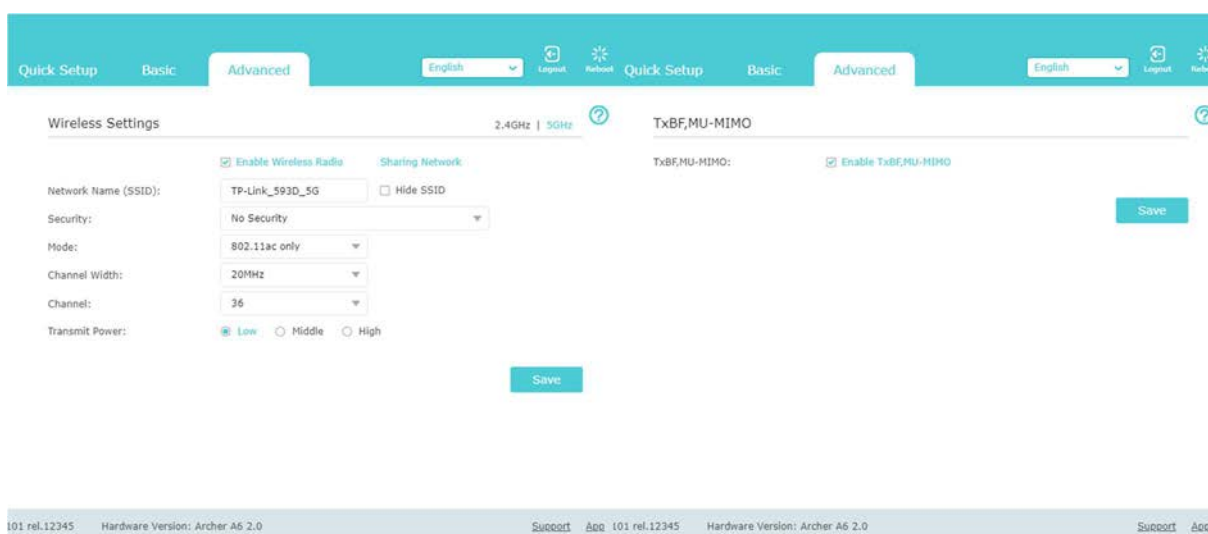 Quick Setup Basic Advanced English Logout Reboot
Wireless Settings 2.4GHz | 5GHz
Enable Wireless Radio Sharing Network
Network Name (SSID): TP-Link_593D_5G Hide SSID
Security: No Security
Mode: 802.11ac only
Channel Width: 20MHz
Channel: 36
Transmit Power: Low Middle High
Save
101 rel.12345 Hardware Version: Archer A6 2.0 Support App
Quick Setup Basic Advanced English Logout Reb
TxBF,MU-MIMO
TxBF,MU-MIMO: Enable TxBF,MU-MIMO
Save
101 rel.12345 Hardware Version: Archer A6 2.0 Support App